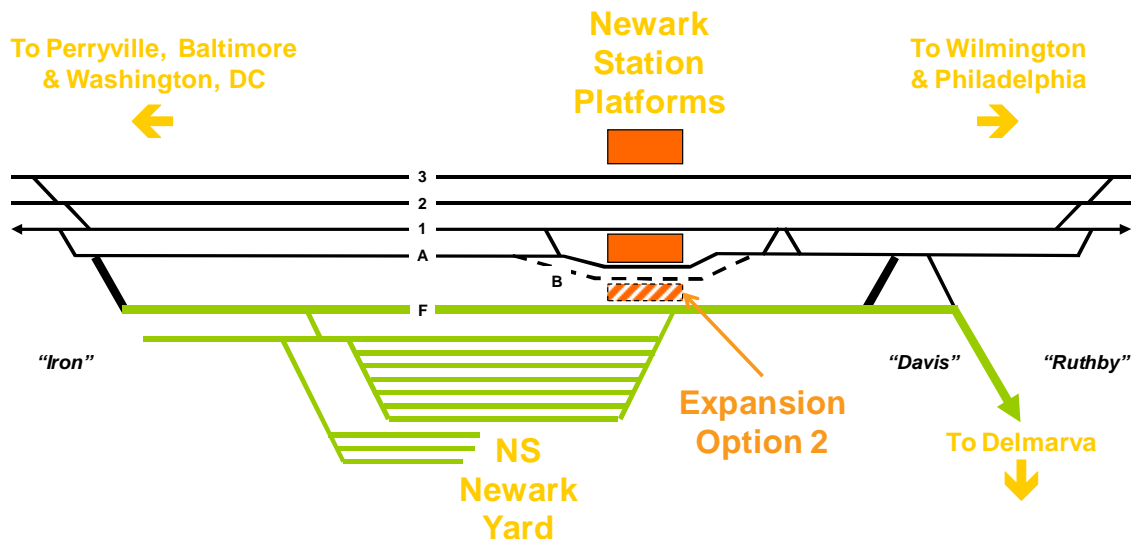 To Perryville, Baltimore
& Washington, DC
Newark
Station
Platforms
To Wilmington
& Philadelphia
3
2
1
A
B
F
“Iron”
“Davis”
“Ruthby”
Expansion
Option 2
NS
Newark
Yard
To Delmarva